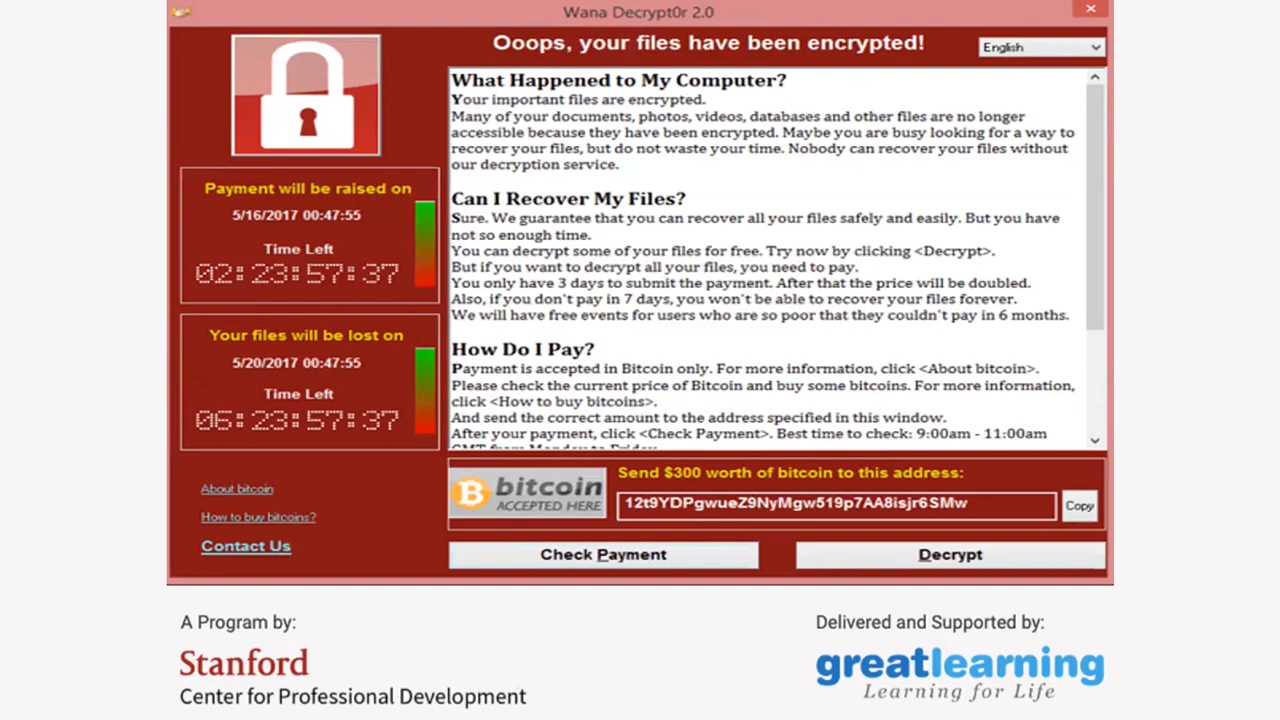 Wana Decrypt0r 2.0
Ooops, your files have been encrypted!
English
Payment will be raised on
5/16/2017 00:47:55
Time Left
02:23:57:37
Your files will be lost on
5/20/2017 00:47:55
Time Left
06:23:57:37
About bitcoin
How to buy bitcoins?
Contact Us
What Happened to My Computer?
Your important files are encrypted.
Many of your documents, photos, videos, databases and other files are no longer
accessible because they have been encrypted. Maybe you are busy looking for a way to
recover your files, but do not waste your time. Nobody can recover your files without
our decryption service.
Can I Recover My Files?
Sure. We guarantee that you can recover all your files safely and easily. But you have
not so enough time.
You can decrypt some of your files for free. Try now by clicking <Decrypt>.
But if you want to decrypt all your files, you need to pay.
You only have 3 days to submit the payment. After that the price will be doubled.
Also, if you don't pay in 7 days, you won't be able to recover your files forever.
We will have free events for users who are so poor that they couldn't pay in 6 months.
How Do I Pay?
Payment is accepted in Bitcoin only. For more information, click <About bitcoin>.
Please check the current price of Bitcoin and buy some bitcoins. For more information,
click <How to buy bitcoins>.
And send the correct amount to the address specified in this window.
After your payment, click <Check Payment>. Best time to check: 9:00am - 11:00am
GMT from Monday to Friday.
bitcoin
ACCEPTED HERE
Send $300 worth of bitcoin to this address:
12t9YDPgwueZ9NyMgw519p7AA8isjr6SMw
Copy
Check Payment
Decrypt
A Program by:
Stanford
Center for Professional Development
Delivered and Supported by:
greatlearning
Learning for Life